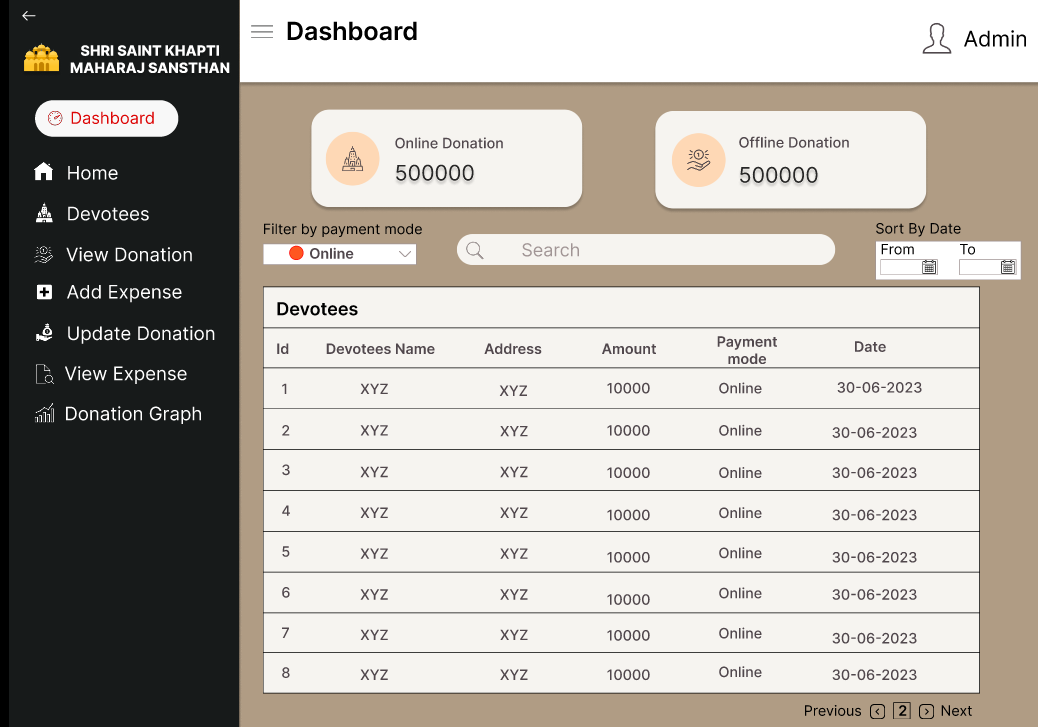 SHRI SAINT KHAPTI
MAHARAJ SANSTHAN
Dashboard
Home
Devotees
View Donation
Add Expense
Update Donation
View Expense
Donation Graph
Dashboard
Admin
Online Donation
500000
Offline Donation
500000
Filter by payment mode
Online
Search
Sort By Date
From To
Devotees
Id Devotees Name Address Amount Payment mode Date
1 XYZ XYZ 10000 Online 30-06-2023
2 XYZ XYZ 10000 Online 30-06-2023
3 XYZ XYZ 10000 Online 30-06-2023
4 XYZ XYZ 10000 Online 30-06-2023
5 XYZ XYZ 10000 Online 30-06-2023
6 XYZ XYZ 10000 Online 30-06-2023
7 XYZ XYZ 10000 Online 30-06-2023
8 XYZ XYZ 10000 Online 30-06-2023
Previous 2 Next